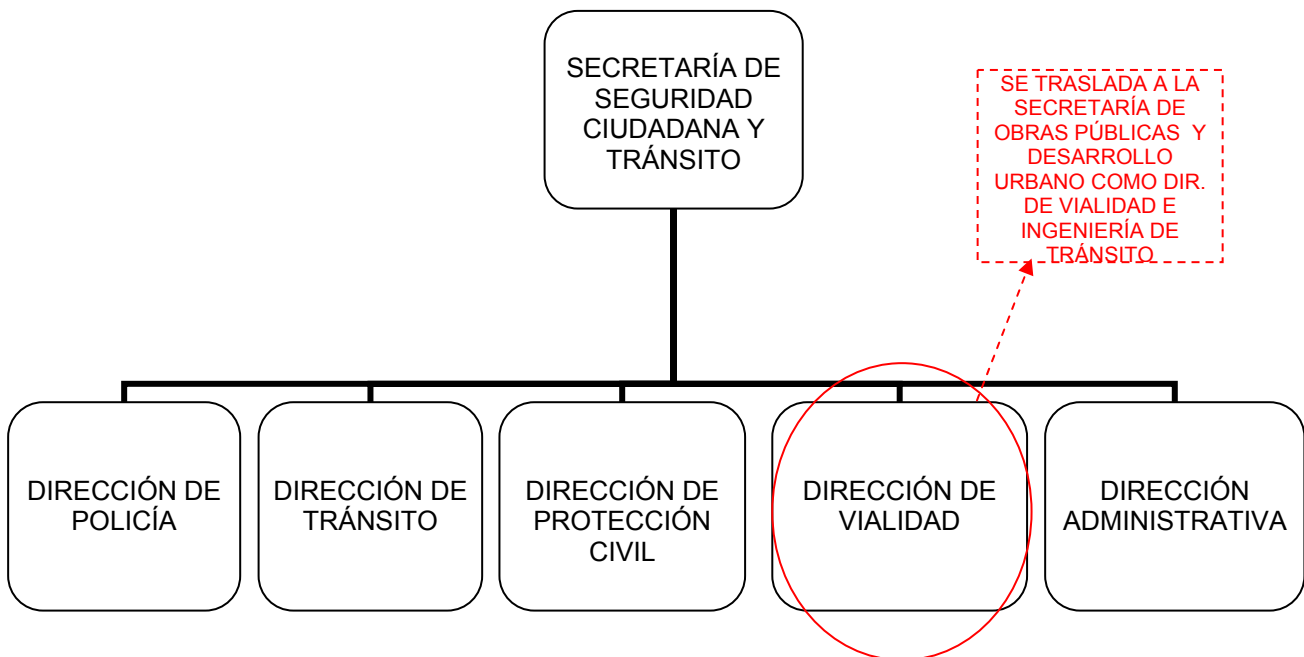 SECRETARÍA DE
SEGURIDAD
CIUDADANA Y
TRÁNSITO
SE TRASLADA A LA
SECRETARÍA DE
OBRAS PÚBLICAS Y
DESARROLLO
URBANO COMO DIR.
DE VIALIDAD E
INGENIERÍA DE
TRÁNSITO
DIRECCIÓN DE
POLICÍA
DIRECCIÓN DE
TRÁNSITO
DIRECCIÓN DE
PROTECCIÓN
CIVIL
DIRECCIÓN DE
VIALIDAD
DIRECCIÓN
ADMINISTRATIVA